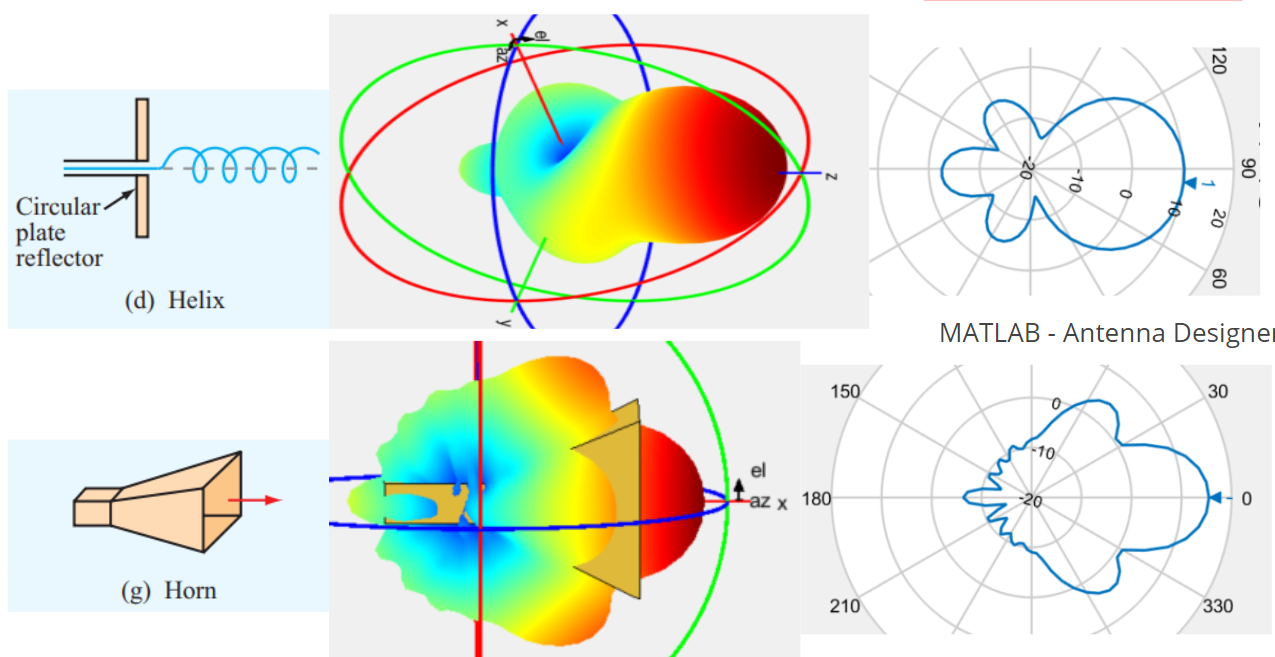 Circular
plate
reflector
(d) Helix
x
el
az
z
y
120
90
60
-20
-10
0
10
20
1
MATLAB - Antenna Designer
(g) Horn
el
az x
150
30
180
0
210
330
0
-10
-20